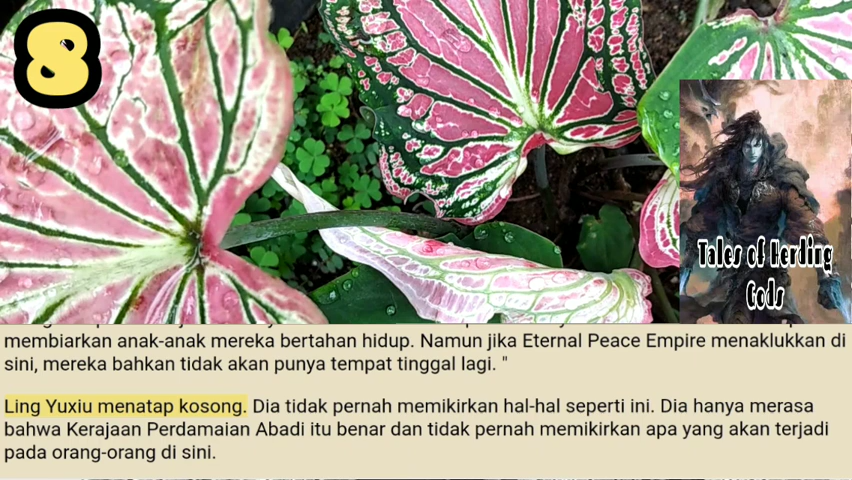 8
Tales of Herding
Gods
membiarkan anak-anak mereka bertahan hidup. Namun jika Eternal Peace Empire menaklukkan di
sini, mereka bahkan tidak akan punya tempat tinggal lagi. "
Ling Yuxiu menatap kosong. Dia tidak pernah memikirkan hal-hal seperti ini. Dia hanya merasa
bahwa Kerajaan Perdamaian Abadi itu benar dan tidak pernah memikirkan apa yang akan terjadi
pada orang-orang di sini.